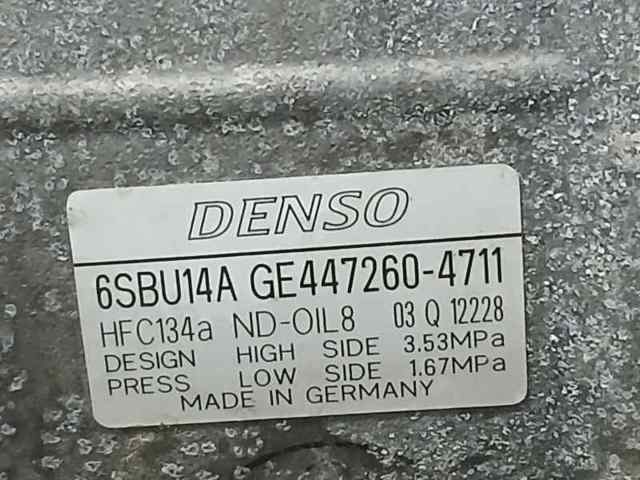 DENSO
6SBU14A GE447260-4711
HFC134a ND-OIL8 03 Q 12228
DESIGN HIGH SIDE 3.53MPa
PRESS LOW SIDE 1.67MPa
MADE IN GERMANY